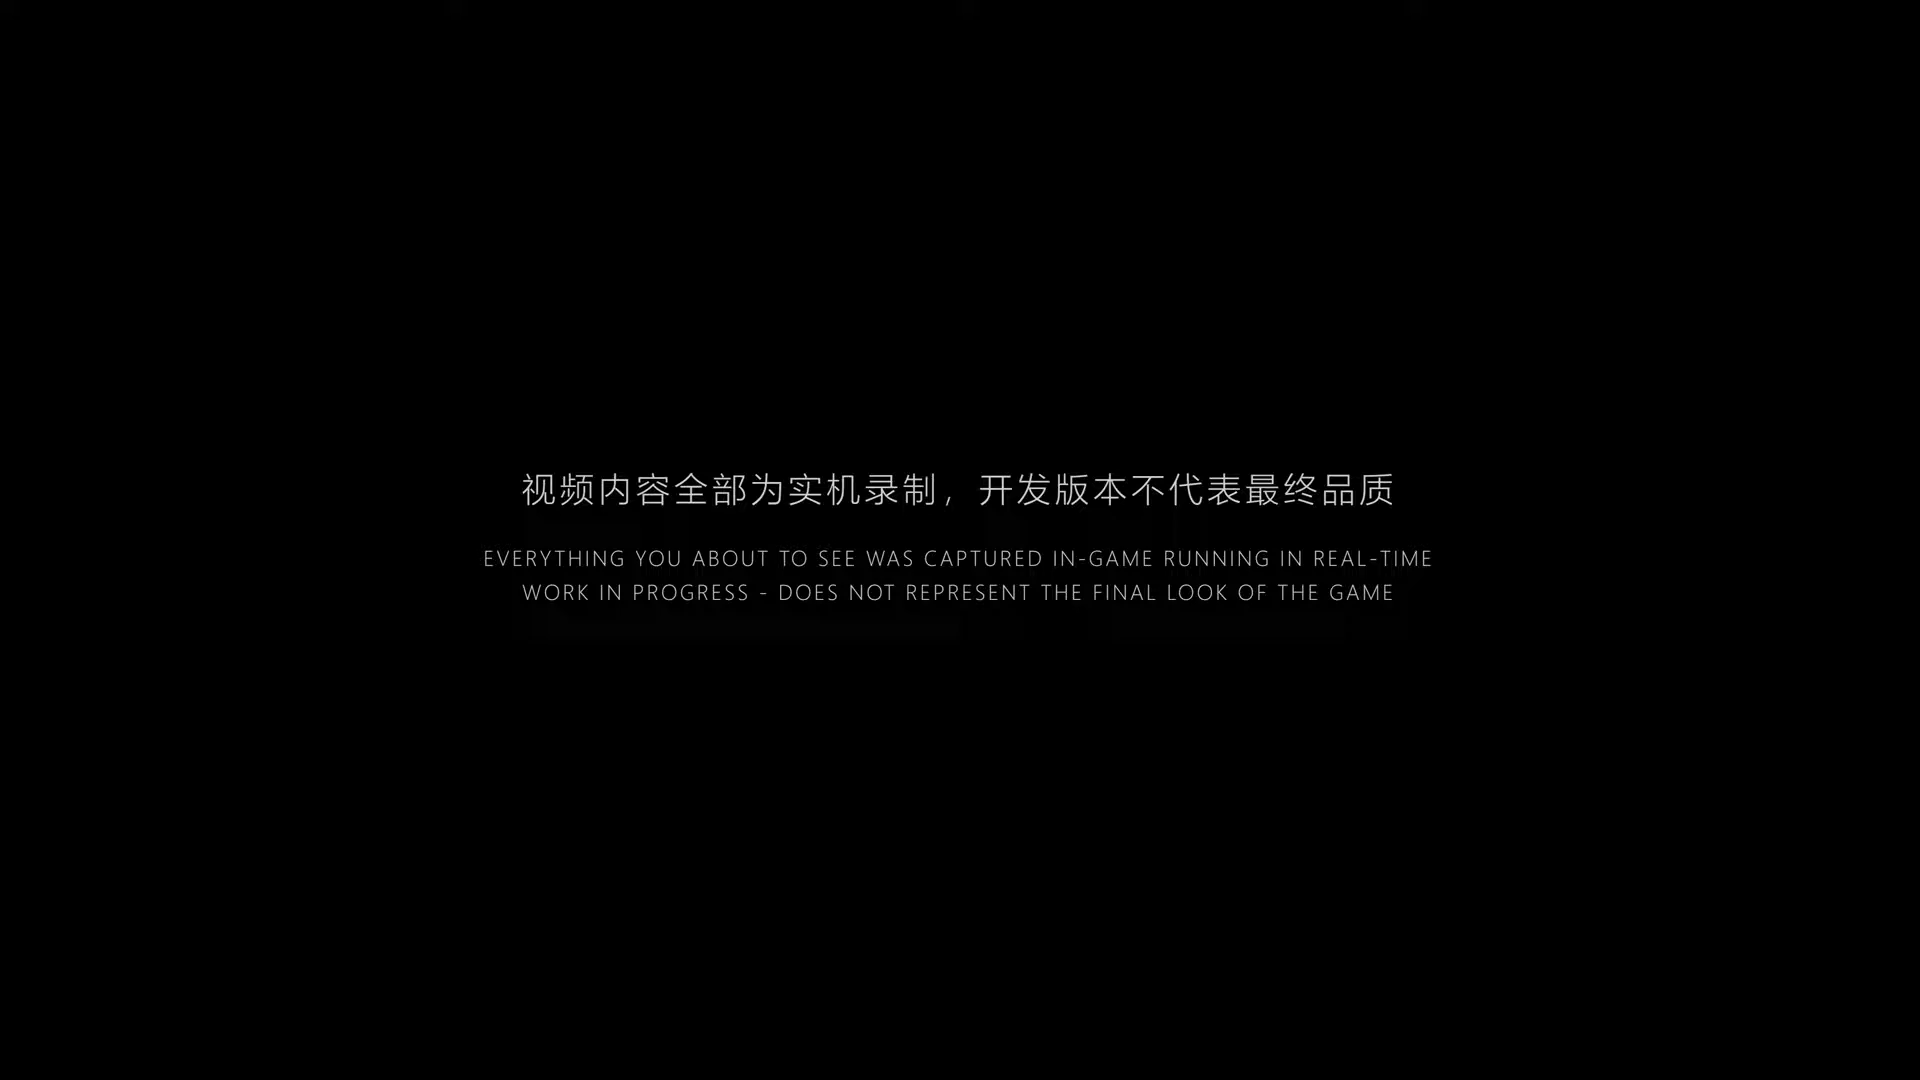 视频内容全部为实机录制，开发版本不代表最终品质
EVERYTHING YOU ABOUT TO SEE WAS CAPTURED IN-GAME RUNNING IN REAL-TIME
WORK IN PROGRESS - DOES NOT REPRESENT THE FINAL LOOK OF THE GAME